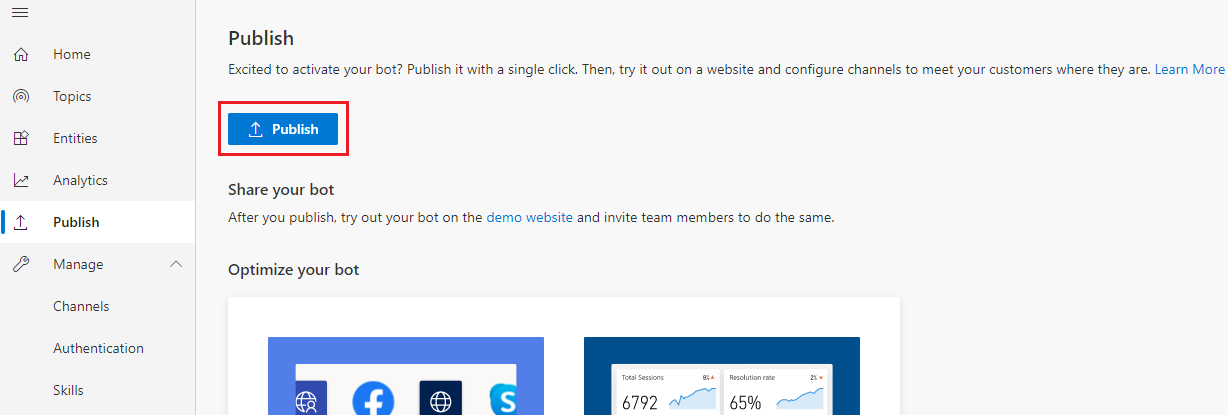 Home
Topics
Entities
Analytics
Publish
Manage
Channels
Authentication
Skills
Publish
Excited to activate your bot? Publish it with a single click. Then, try it out on a website and configure channels to meet your customers where they are. Learn More
Publish
Share your bot
After you publish, try out your bot on the demo website and invite team members to do the same.
Optimize your bot
Total Sessions 8%
6792
Resolution rate 2%
65%